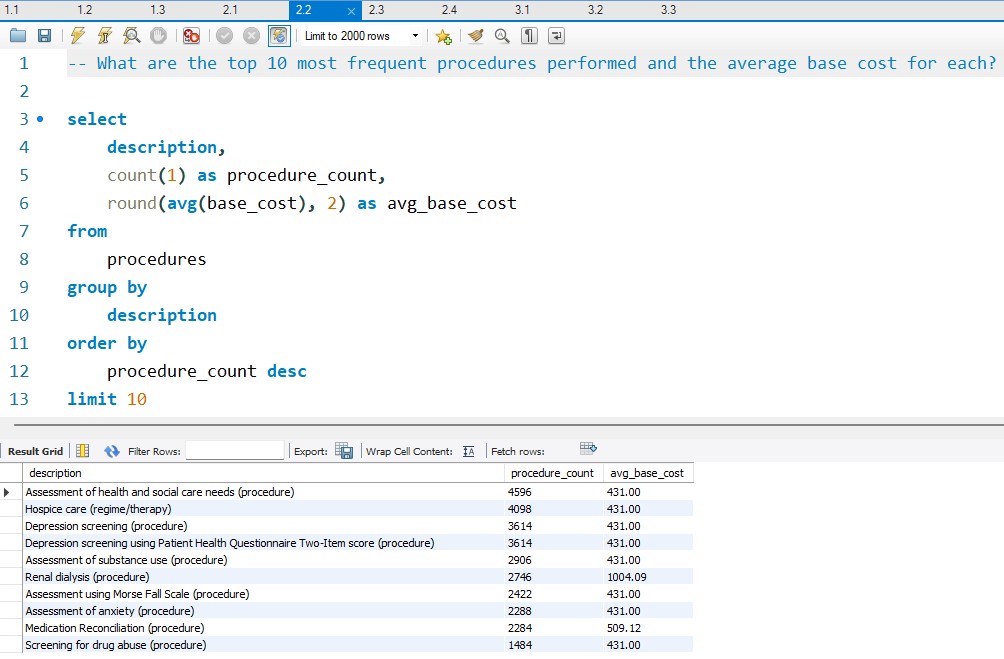 1.1 1.2 1.3 2.1 2.2 2.3 2.4 3.1 3.2 3.3
Limit to 2000 rows
1 -- What are the top 10 most frequent procedures performed and the average base cost for each?
2
3 select
4 description,
5 count(1) as procedure_count,
6 round(avg(base_cost), 2) as avg_base_cost
7 from
8 procedures
9 group by
10 description
11 order by
12 procedure_count desc
13 limit 10
Result Grid Filter Rows: Export: Wrap Cell Content: IA Fetch rows:
description procedure_count avg_base_cost
Assessment of health and social care needs (procedure) 4596 431.00
Hospice care (regime/therapy) 4098 431.00
Depression screening (procedure) 3614 431.00
Depression screening using Patient Health Questionnaire Two-Item score (procedure) 3614 431.00
Assessment of substance use (procedure) 2906 431.00
Renal dialysis (procedure) 2746 1004.09
Assessment using Morse Fall Scale (procedure) 2422 431.00
Assessment of anxiety (procedure) 2288 431.00
Medication Reconciliation (procedure) 2284 509.12
Screening for drug abuse (procedure) 1484 431.00